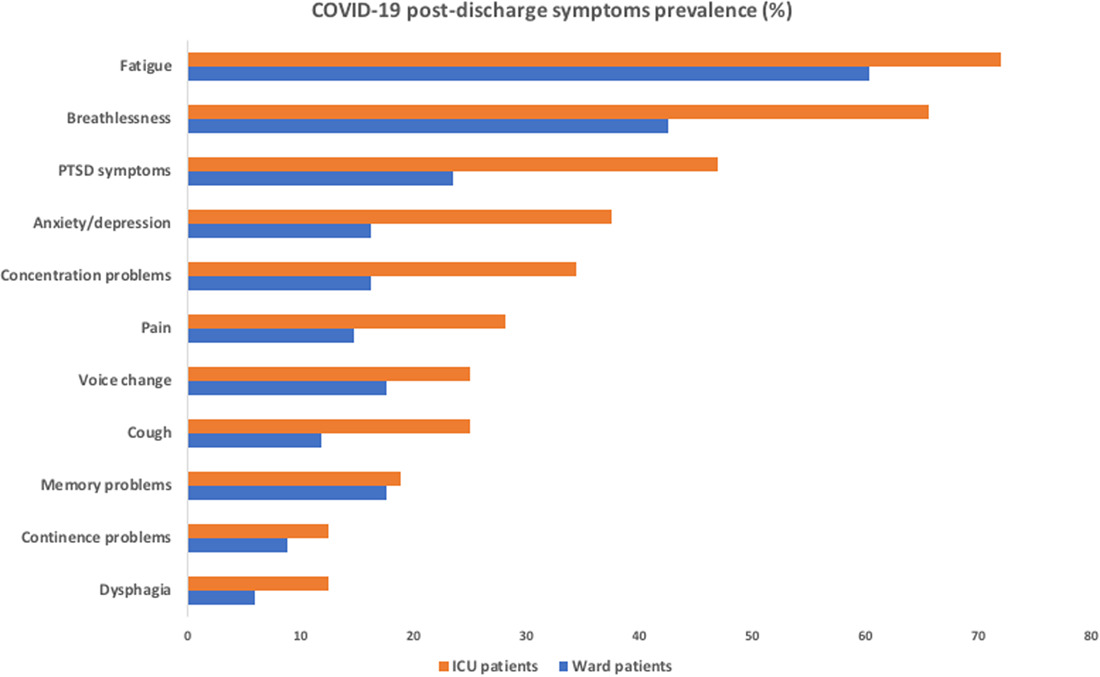 COVID-19 post-discharge symptoms prevalence (%)
Fatigue
Breathlessness
PTSD symptoms
Anxiety/depression
Concentration problems
Pain
Voice change
Cough
Memory problems
Continence problems
Dysphagia
0 10 20 30 40 50 60 70 80
ICU patients Ward patients